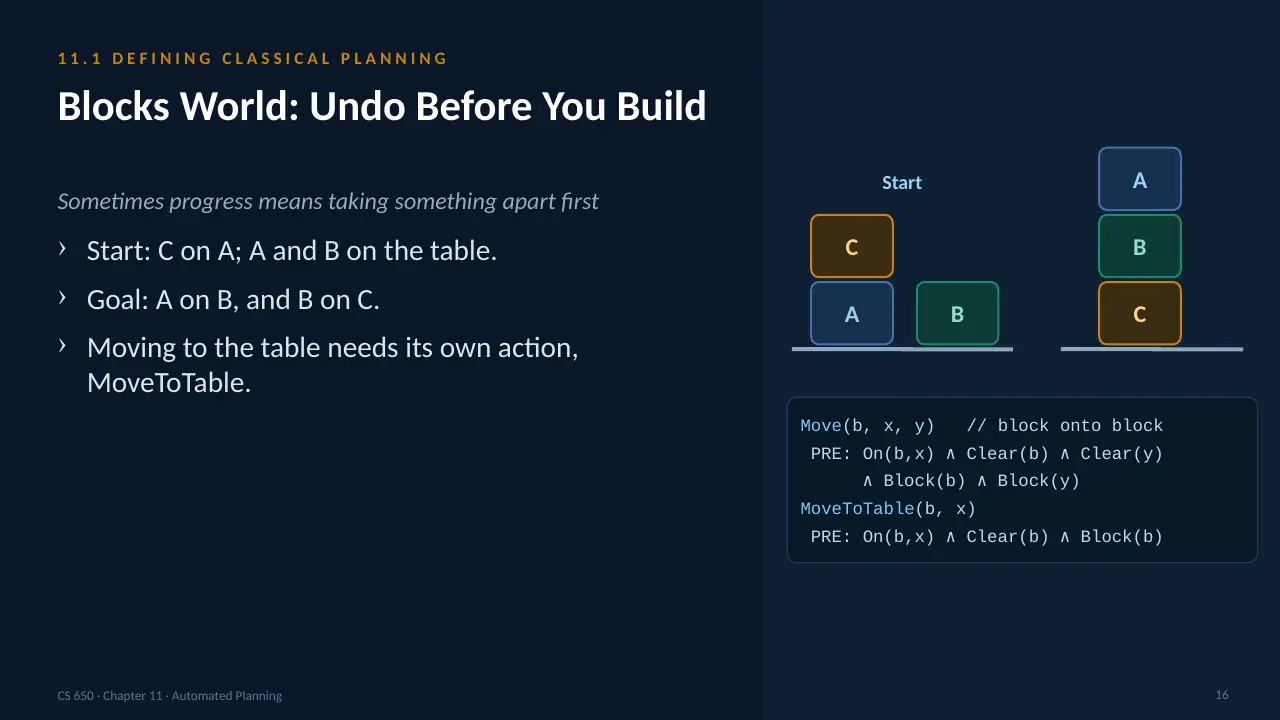 11.1 DEFINING CLASSICAL PLANNING
Blocks World: Undo Before You Build
Sometimes progress means taking something apart first
› Start: C on A; A and B on the table.
› Goal: A on B, and B on C.
› Moving to the table needs its own action,
MoveToTable.
Start
C
A
B
A
B
C
Move(b, x, y)   // block onto block
PRE: On(b,x) ∧ Clear(b) ∧ Clear(y)
∧ Block(b) ∧ Block(y)
MoveToTable(b, x)
PRE: On(b,x) ∧ Clear(b) ∧ Block(b)
CS 650 · Chapter 11 · Automated Planning
16